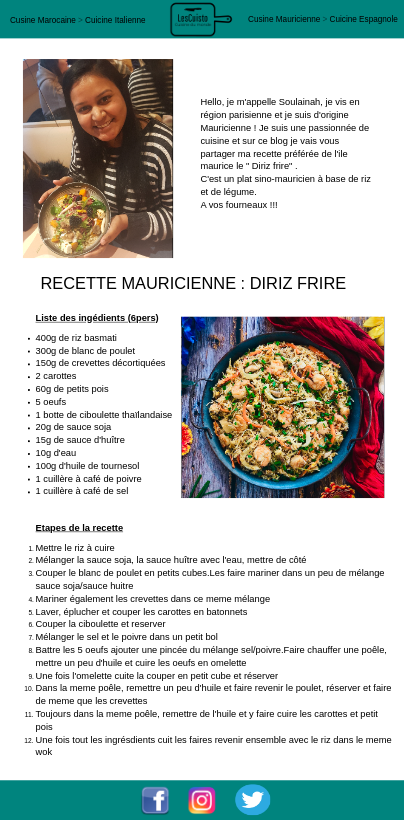 Cusine Marocaine > Cuicine Italienne
LesCuisto
Cusine Mauricienne > Cuicine Espagnole
Hello, je m'appelle Soulainah, je vis en
région parisienne et je suis d'origine
Mauricienne ! Je suis une passionnée de
cuisine et sur ce blog je vais vous
partager ma recette préférée de l'ile
maurice le " Diriz frire" .
C'est un plat sino-mauricien à base de riz
et de légume.
A vos fourneaux !!!
RECETTE MAURICIENNE : DIRIZ FRIRE
Liste des ingédients (6pers)
• 400g de riz basmati
• 300g de blanc de poulet
• 150g de crevettes décortiquées
• 2 carottes
• 60g de petits pois
• 5 oeufs
• 1 botte de ciboulette thaïlandaise
• 20g de sauce soja
• 15g de sauce d'huître
• 10g d'eau
• 100g d'huile de tournesol
• 1 cuillère à café de poivre
• 1 cuillère à café de sel
Etapes de la recette
1. Mettre le riz à cuire
2. Mélanger la sauce soja, la sauce huître avec l'eau, mettre de côté
3. Couper le blanc de poulet en petits cubes.Les faire mariner dans un peu de mélange
sauce soja/sauce huitre
4. Mariner également les crevettes dans ce meme mélange
5. Laver, éplucher et couper les carottes en batonnets
6. Couper la ciboulette et reserver
7. Mélanger le sel et le poivre dans un petit bol
8. Battre les 5 oeufs ajouter une pincée du mélange sel/poivre.Faire chauffer une poêle,
mettre un peu d'huile et cuire les oeufs en omelette
9. Une fois l'omelette cuite la couper en petit cube et réserver
10. Dans la meme poêle, remettre un peu d'huile et faire revenir le poulet, réserver et faire
de meme que les crevettes
11. Toujours dans la meme poêle, remettre de l'huile et y faire cuire les carottes et petit
pois
12. Une fois tout les ingrésdients cuit les faires revenir ensemble avec le riz dans le meme
wok